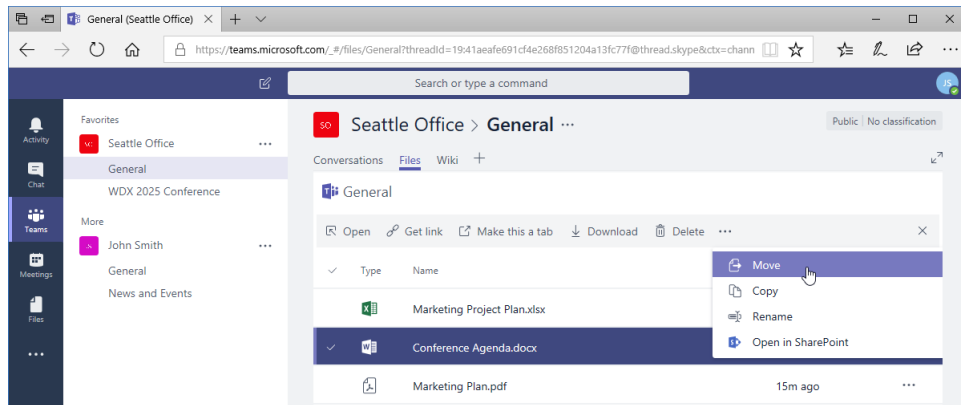 General (Seattle Office)
https://teams.microsoft.com/_#/files/General?threadId=19:41aeafe691cf4e268f851204a13fc77f@thread.skype&ctx=chann
Search or type a command
JS
Activity
Chat
Teams
Meetings
Files
Favorites
Seattle Office
General
WDX 2025 Conference
More
John Smith
General
News and Events
SO Seattle Office > General
Public No classification
Conversations Files Wiki
General
Open Get link Make this a tab Download Delete
Type Name
Move
Copy
Rename
Open in SharePoint
Marketing Project Plan.xlsx
Conference Agenda.docx
Marketing Plan.pdf 15m ago